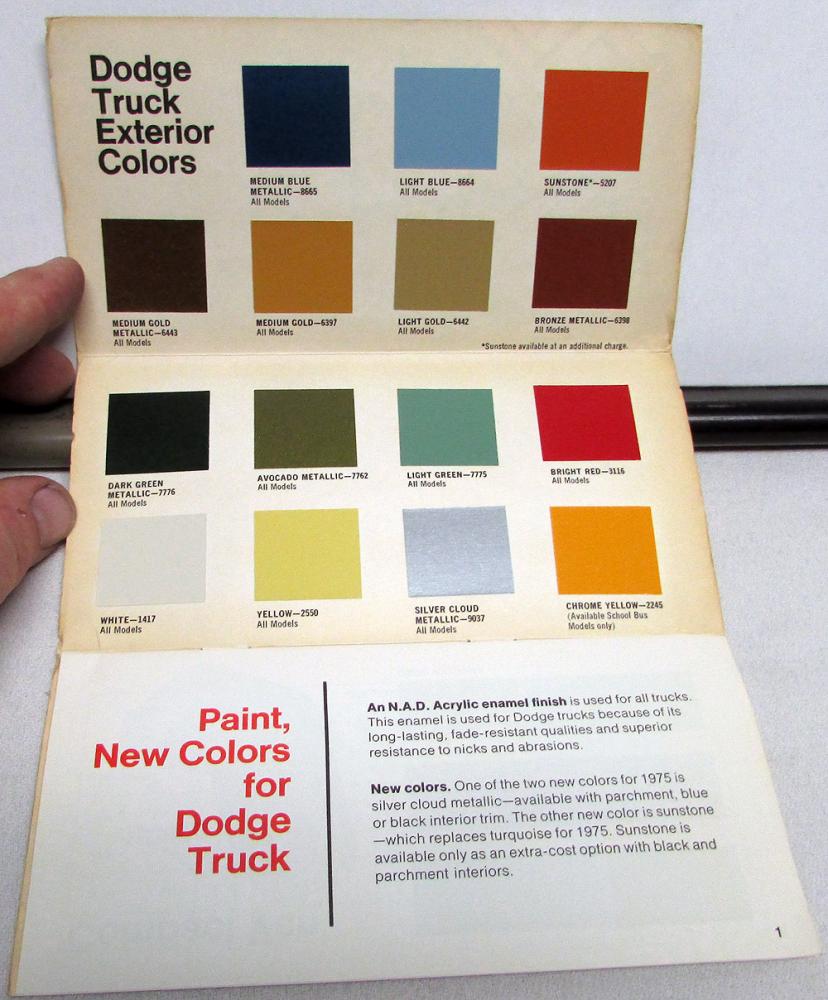 Dodge
Truck
Exterior
Colors
MEDIUM BLUE
METALLIC—8665
All Models
LIGHT BLUE—8664
All Models
SUNSTONE*—5207
All Models
MEDIUM GOLD
METALLIC—6443
All Models
MEDIUM GOLD—6397
All Models
LIGHT GOLD—6442
All Models
BRONZE METALLIC—6398
All Models
*Sunstone available at an additional charge.
DARK GREEN
METALLIC—7776
All Models
AVOCADO METALLIC—7762
All Models
LIGHT GREEN—7775
All Models
BRIGHT RED—3116
All Models
WHITE—1417
All Models
YELLOW—2550
All Models
SILVER CLOUD
METALLIC—9037
All Models
CHROME YELLOW—2245
(Available School Bus
Models only)
Paint,
New Colors
for
Dodge
Truck
An N.A.D. Acrylic enamel finish is used for all trucks.
This enamel is used for Dodge trucks because of its
long-lasting, fade-resistant qualities and superior
resistance to nicks and abrasions.
New colors. One of the two new colors for 1975 is
silver cloud metallic—available with parchment, blue
or black interior trim. The other new color is sunstone
—which replaces turquoise for 1975. Sunstone is
available only as an extra-cost option with black and
parchment interiors.
1